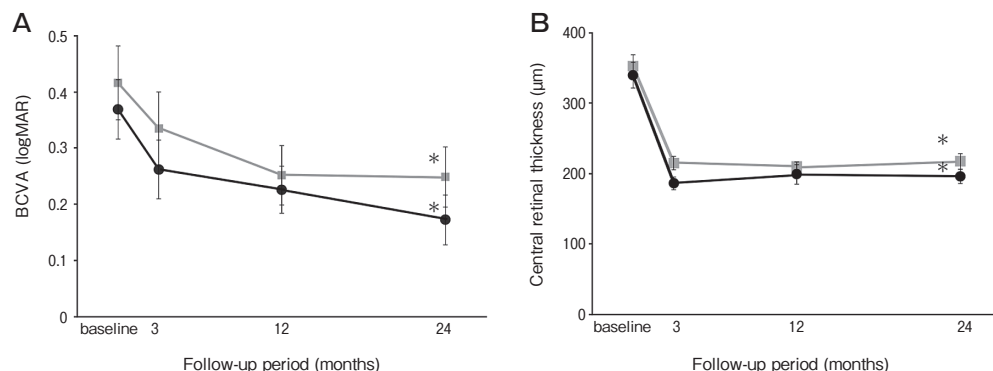 A
BCVA (logMAR)
0.5
0.4
0.3
0.2
0.1
0
*
*
baseline 3 12 24
Follow-up period (months)
B
Central retinal thickness (μm)
400
300
200
100
0
*
*
baseline 3 12 24
Follow-up period (months)